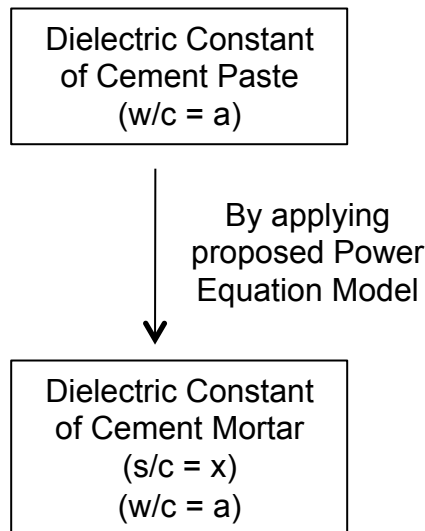 Dielectric Constant
of Cement Paste
(w/c = a)
By applying
proposed Power
Equation Model
Dielectric Constant
of Cement Mortar
(s/c = x)
(w/c = a)